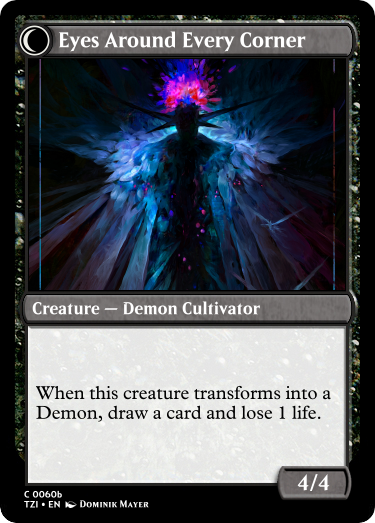 Eyes Around Every Corner
Creature — Demon Cultivator
When this creature transforms into a
Demon, draw a card and lose 1 life.
4/4
C 0060b
TZI • EN Dominik Mayer